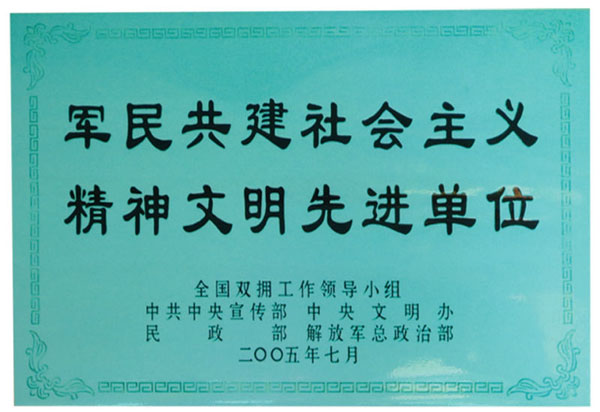 军民共建社会主义
精神文明先进单位
全国双拥工作领导小组
中共中央宣传部 中央文明办
民政部 解放军总政治部
二〇〇五年七月